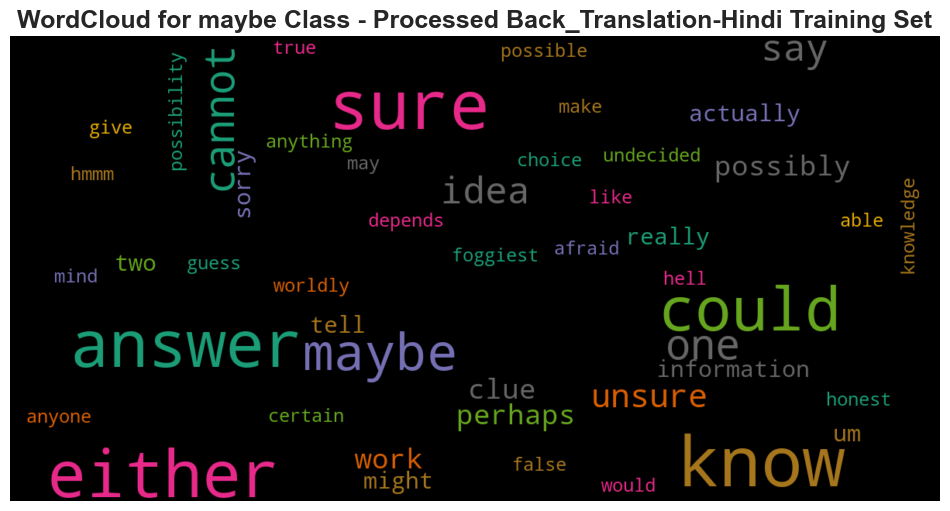 WordCloud for maybe Class - Processed Back_Translation-Hindi Training Set
true
possible
say
possibility
cannot
sure
make
actually
give
anything
hmmm
may
choice
undecided
possibly
sorry
idea
like
knowledge
depends
able
really
foggiest
afraid
two
guess
mind
worldly
hell
could
answer
tell
maybe
one
information
clue
unsure
honest
perhaps
anyone
certain
um
either
work
false
know
might
would